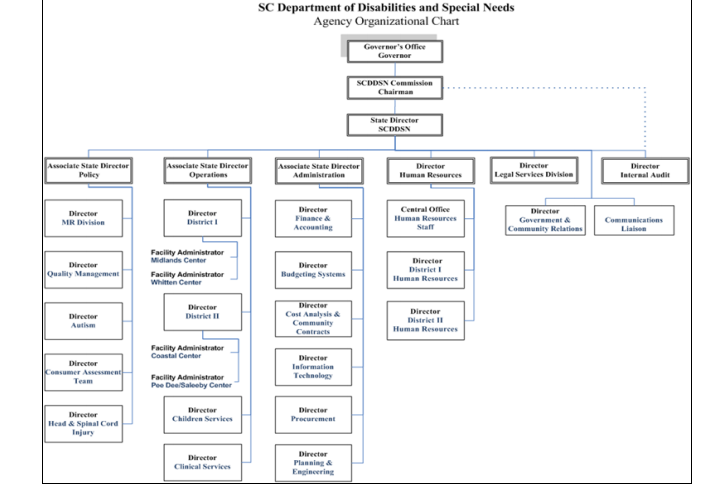 SC Department of Disabilities and Special Needs
Agency Organizational Chart
Governor's Office
Governor
SCDDSN Commission
Chairman
State Director
SCDDSN
Associate State Director
Policy
Associate State Director
Operations
Associate State Director
Administration
Director
Human Resources
Director
Legal Services Division
Director
Internal Audit
Director
MR Division
Director
Quality Management
Director
Autism
Director
Consumer Assessment
Team
Director
Head & Spinal Cord
Injury
Director
District I
Facility Administrator
Midlands Center
Facility Administrator
Whitten Center
Director
District II
Facility Administrator
Coastal Center
Facility Administrator
Pee Dee/Saleeby Center
Director
Children Services
Director
Clinical Services
Director
Finance &
Accounting
Director
Budgeting Systems
Director
Cost Analysis &
Community
Contracts
Director
Information
Technology
Director
Procurement
Director
Planning &
Engineering
Central Office
Human Resources
Staff
Director
District I
Human Resources
Director
District II
Human Resources
Director
Government &
Community Relations
Communications
Liaison